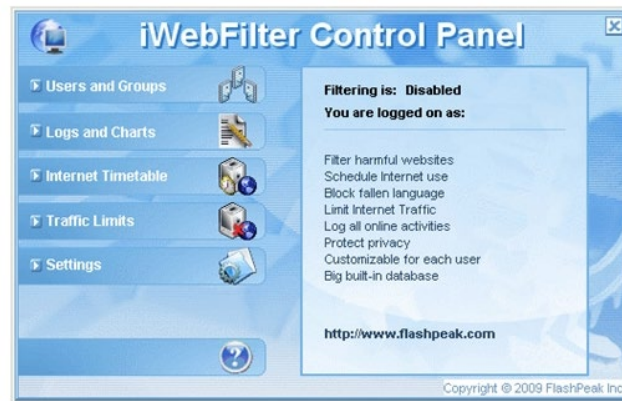 iWebFilter Control Panel
Users and Groups
Logs and Charts
Internet Timetable
Traffic Limits
Settings
Filtering is: Disabled
You are logged on as:
Filter harmful websites
Schedule Internet use
Block fallen language
Limit Internet Traffic
Log all online activities
Protect privacy
Customizable for each user
Big built-in database
http://www.flashpeak.com
Copyright © 2009 FlashPeak Inc